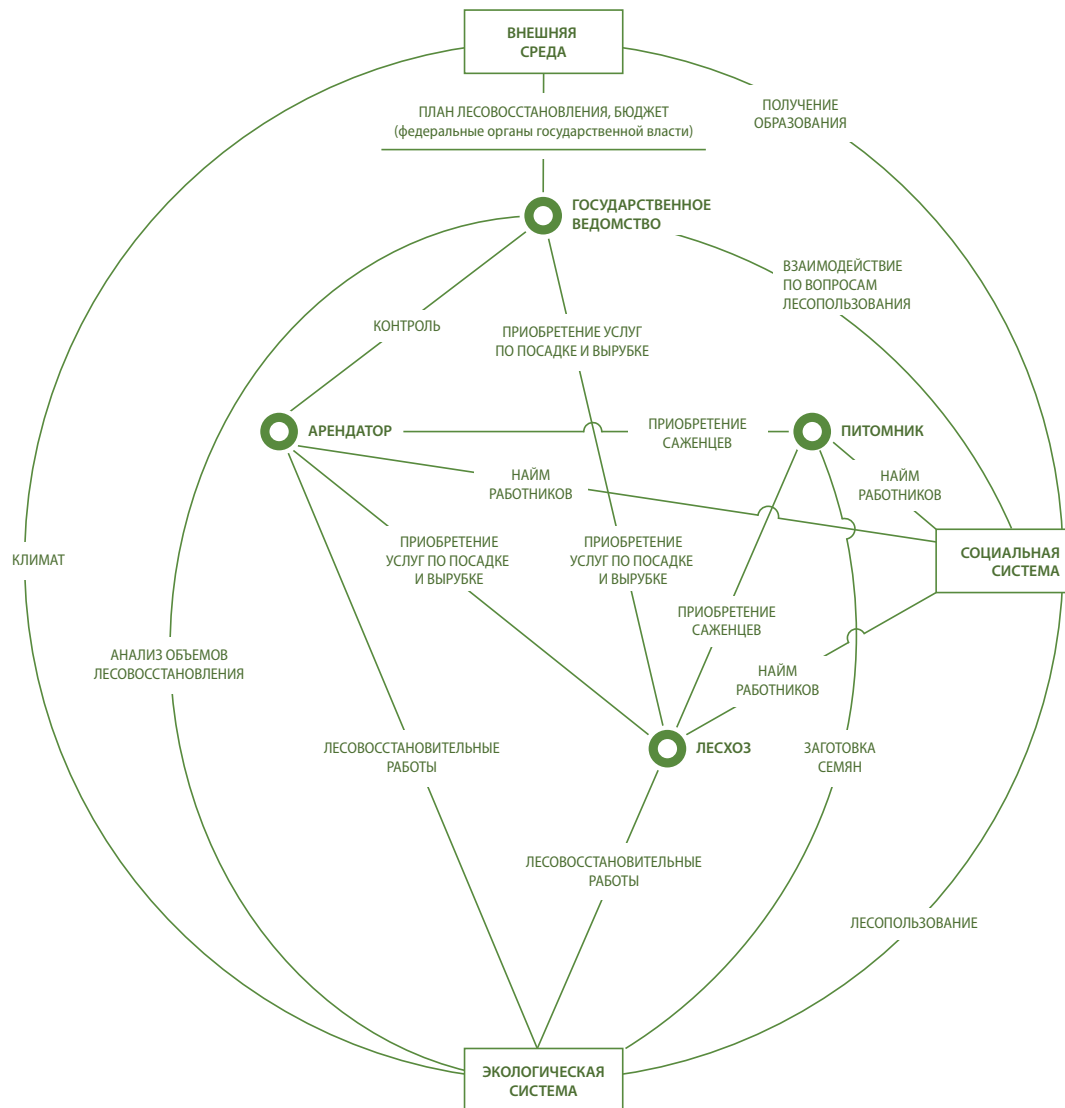 ВНЕШНЯЯ
СРЕДА
ПЛАН ЛЕСОВОССТАНОВЛЕНИЯ, БЮДЖЕТ
(федеральные органы государственной власти)
ПОЛУЧЕНИЕ
ОБРАЗОВАНИЯ
ГОСУДАРСТВЕННОЕ
ВЕДОМСТВО
ВЗАИМОДЕЙСТВИЕ
ПО ВОПРОСАМ
ЛЕСОПОЛЬЗОВАНИЯ
КОНТРОЛЬ
ПРИОБРЕТЕНИЕ УСЛУГ
ПО ПОСАДКЕ И ВЫРУБКЕ
АРЕНДАТОР
ПРИОБРЕТЕНИЕ
САЖЕНЦЕВ
ПИТОМНИК
НАЙМ
РАБОТНИКОВ
НАЙМ
РАБОТНИКОВ
КЛИМАТ
ПРИОБРЕТЕНИЕ
УСЛУГ ПО ПОСАДКЕ
И ВЫРУБКЕ
ПРИОБРЕТЕНИЕ
УСЛУГ ПО ПОСАДКЕ
И ВЫРУБКЕ
СОЦИАЛЬНАЯ
СИСТЕМА
ПРИОБРЕТЕНИЕ
САЖЕНЦЕВ
АНАЛИЗ ОБЪЕМОВ
ЛЕСОВОССТАНОВЛЕНИЯ
НАЙМ
РАБОТНИКОВ
ЛЕСОВОССТАНОВИТЕЛЬНЫЕ
РАБОТЫ
ЛЕСХОЗ
ЗАГОТОВКА
СЕМЯН
ЛЕСОВОССТАНОВИТЕЛЬНЫЕ
РАБОТЫ
ЛЕСОПОЛЬЗОВАНИЕ
ЭКОЛОГИЧЕСКАЯ
СИСТЕМА